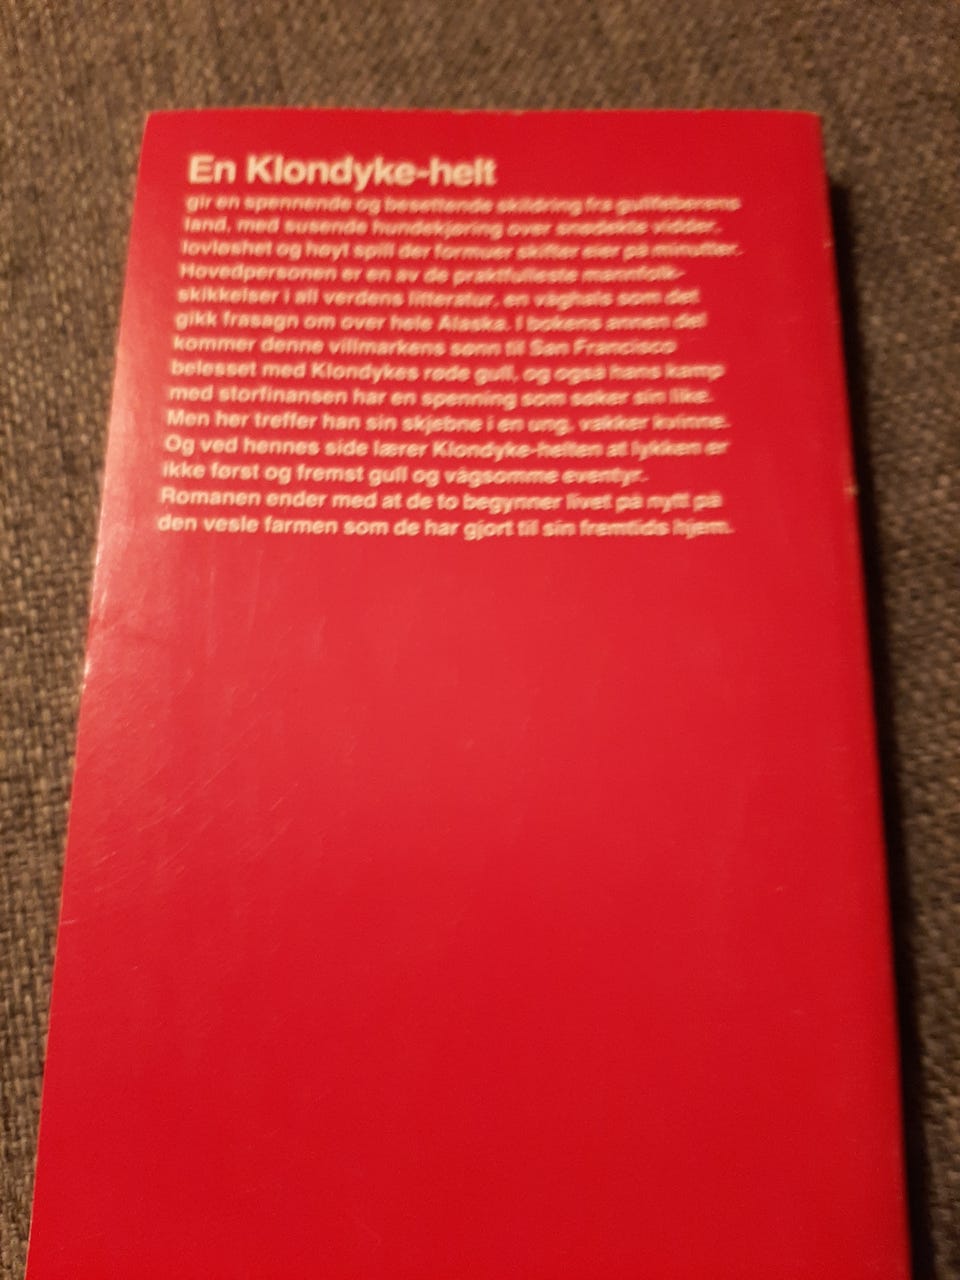 En Klondyke-helt
gir en spennende og besettende skildring fra gullfeberens
land, med susende hundekjøring over snødekte vidder,
lovløshet og høyt spill der formuer skifter eier på minutter.
Hovedpersonen er en av de praktfulleste mannfolk-
skikkelser i all verdens litteratur, en våghals som det
gikk frasagn om over hele Alaska. I bokens annen del
kommer denne villmarkens sønn til San Francisco
belesset med Klondykes røde gull, og også hans kamp
med storfinansen har en spenning som søker sin like.
Men her treffer han sin skjebne i en ung, vakker kvinne.
Og ved hennes side lærer Klondyke-helten at lykken er
ikke først og fremst gull og vågsomme eventyr.
Romanen ender med at de to begynner livet på nytt på
den vesle farmen som de har gjort til sin fremtids hjem.